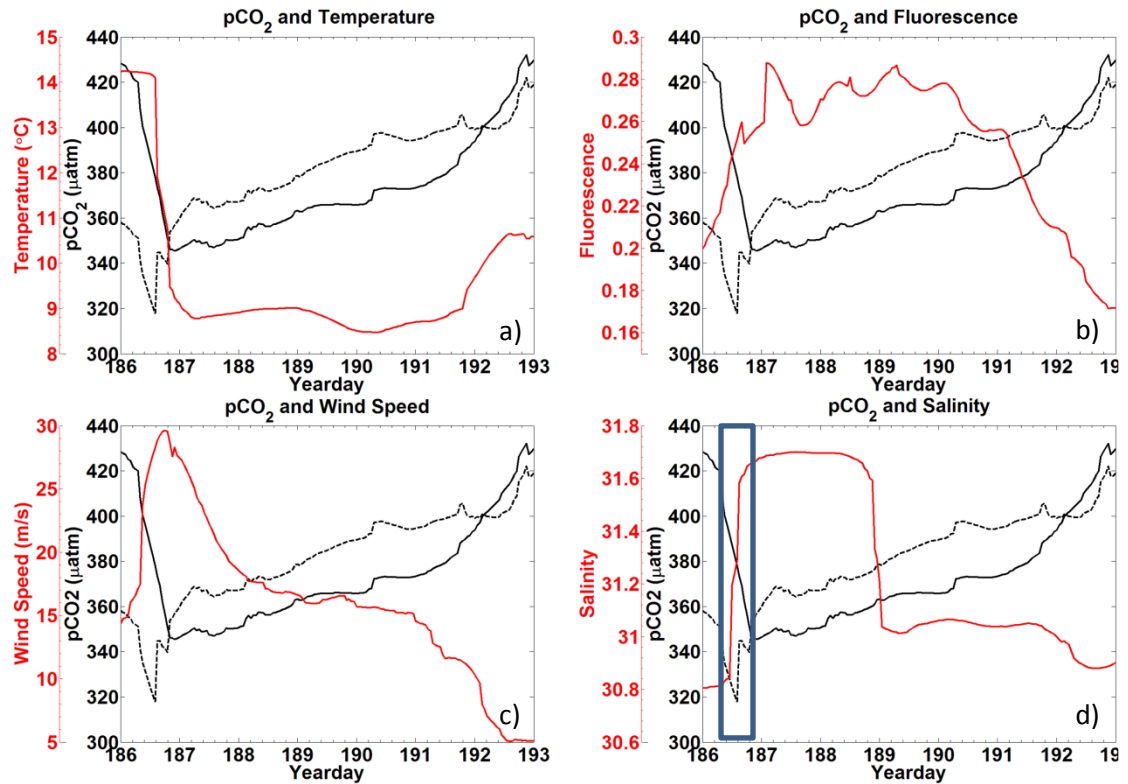 pCO₂ and Temperature
15
14
13
12
11
10
9
8
Temperature (°C)
440
420
400
380
360
340
320
300
pCO₂ (µatm)
a)
186 187 188 189 190 191 192 193
Yearday
pCO₂ and Fluorescence
0.3
0.28
0.26
0.24
0.22
0.2
0.18
0.16
Fluorescence
440
420
400
380
360
340
320
300
pCO₂ (µatm)
b)
186 187 188 189 190 191 192 19
Yearday
pCO₂ and Wind Speed
30
25
20
15
10
5
Wind Speed (m/s)
440
420
400
380
360
340
320
300
pCO2 (µatm)
c)
186 187 188 189 190 191 192 193
Yearday
pCO₂ and Salinity
31.8
31.6
31.4
31.2
31
30.8
30.6
Salinity
440
420
400
380
360
340
320
300
pCO2 (µatm)
d)
186 187 188 189 190 191 192 19
Yearday